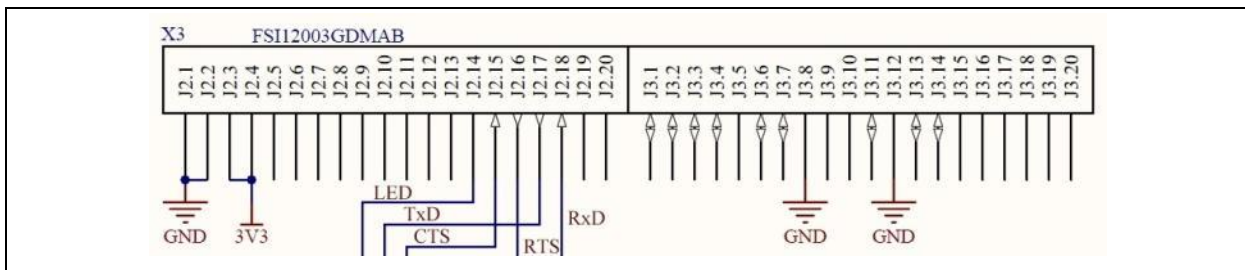 X3 FSI12003GDMAB
J2.1 J2.2 J2.3 J2.4 J2.5 J2.6 J2.7 J2.8 J2.9 J2.10 J2.11 J2.12 J2.13 J2.14 J2.15 J2.16 J2.17 J2.18 J2.19 J2.20 J3.1 J3.2 J3.3 J3.4 J3.5 J3.6 J3.7 J3.8 J3.9 J3.10 J3.11 J3.12 J3.13 J3.14 J3.15 J3.16 J3.17 J3.18 J3.19 J3.20
LED
TxD RxD
GND 3V3 CTS RTS GND GND